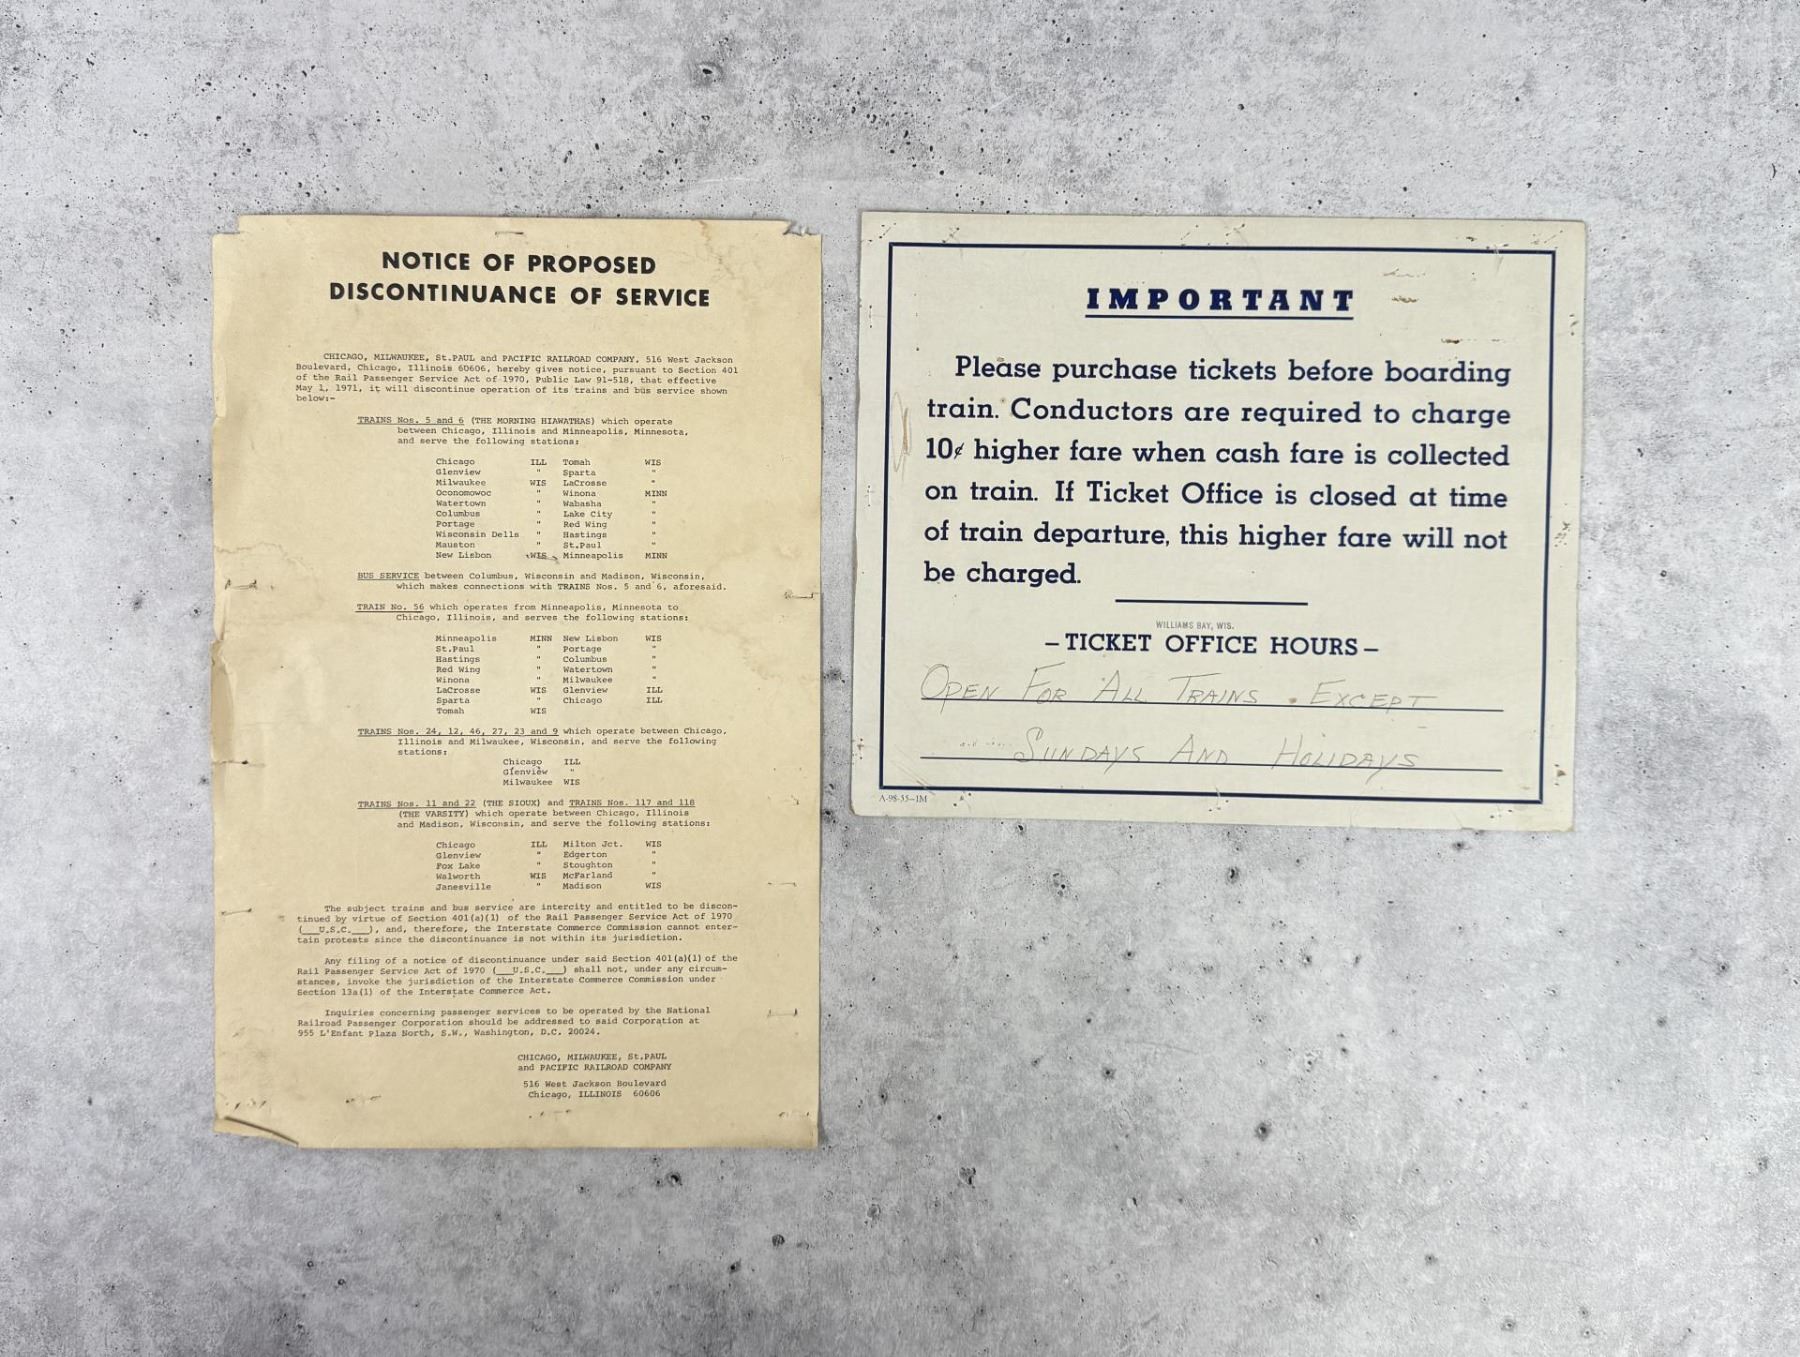 NOTICE OF PROPOSED
DISCONTINUANCE OF SERVICE
CHICAGO, MILWAUKEE, St.PAUL and PACIFIC RAILROAD COMPANY, 516 West Jackson
Boulevard, Chicago, Illinois 60606, hereby gives notice, pursuant to Section 401
of the Rail Passenger Service Act of 1970, Public Law 91-518, that effective
May 1, 1971, it will discontinue operation of its trains and bus service shown
below:-
TRAINS Nos. 5 and 6 (THE MORNING HIAWATHAS) which operate
between Chicago, Illinois and Minneapolis, Minnesota,
and serve the following stations:
Chicago ILL Tomah WIS
Glenview " Sparta "
Milwaukee WIS LaCrosse "
Oconomowoc " Winona MINN
Watertown " Wabasha "
Columbus " Lake City "
Portage " Red Wing "
Wisconsin Dells " Hastings "
Mauston " St.Paul "
New Lisbon WIS Minneapolis MINN
BUS SERVICE between Columbus, Wisconsin and Madison, Wisconsin,
which makes connections with TRAINS Nos. 5 and 6, aforesaid.
TRAIN No. 56 which operates from Minneapolis, Minnesota to
Chicago, Illinois, and serves the following stations:
Minneapolis MINN New Lisbon WIS
St.Paul " Portage "
Hastings " Columbus "
Red Wing " Watertown "
Winona " Milwaukee "
LaCrosse WIS Glenview ILL
Sparta " Chicago ILL
Tomah WIS
TRAINS Nos. 24, 12, 46, 27, 23 and 9 which operate between Chicago,
Illinois and Milwaukee, Wisconsin, and serve the following
stations:
Chicago ILL
Glenview "
Milwaukee WIS
TRAINS Nos. 11 and 22 (THE SIOUX) and TRAINS Nos. 117 and 118
(THE VARSITY) which operate between Chicago, Illinois
and Madison, Wisconsin, and serve the following stations:
Chicago ILL Milton Jct. WIS
Glenview " Edgerton "
Fox Lake " Stoughton "
Walworth WIS McFarland "
Janesville " Madison WIS
The subject trains and bus service are intercity and entitled to be discon-
tinued by virtue of Section 401(a)(1) of the Rail Passenger Service Act of 1970
(___U.S.C.___), and, therefore, the Interstate Commerce Commission cannot enter-
tain protests since the discontinuance is not within its jurisdiction.
Any filing of a notice of discontinuance under said Section 401(a)(1) of the
Rail Passenger Service Act of 1970 (___U.S.C.___) shall not, under any circum-
stances, invoke the jurisdiction of the Interstate Commerce Commission under
Section 13a(1) of the Interstate Commerce Act.
Inquiries concerning passenger services to be operated by the National
Railroad Passenger Corporation should be addressed to said Corporation at
955 L'Enfant Plaza North, S.W., Washington, D.C. 20024.
CHICAGO, MILWAUKEE, St.PAUL
and PACIFIC RAILROAD COMPANY
516 West Jackson Boulevard
Chicago, ILLINOIS 60606
IMPORTANT
Please purchase tickets before boarding
train. Conductors are required to charge
10¢ higher fare when cash fare is collected
on train. If Ticket Office is closed at time
of train departure, this higher fare will not
be charged.
WILLIAMS BAY, WIS.
– TICKET OFFICE HOURS –
OPEN FOR ALL TRAINS . EXCEPT
SUNDAYS AND HOLIDAYS
A-98-55-1M